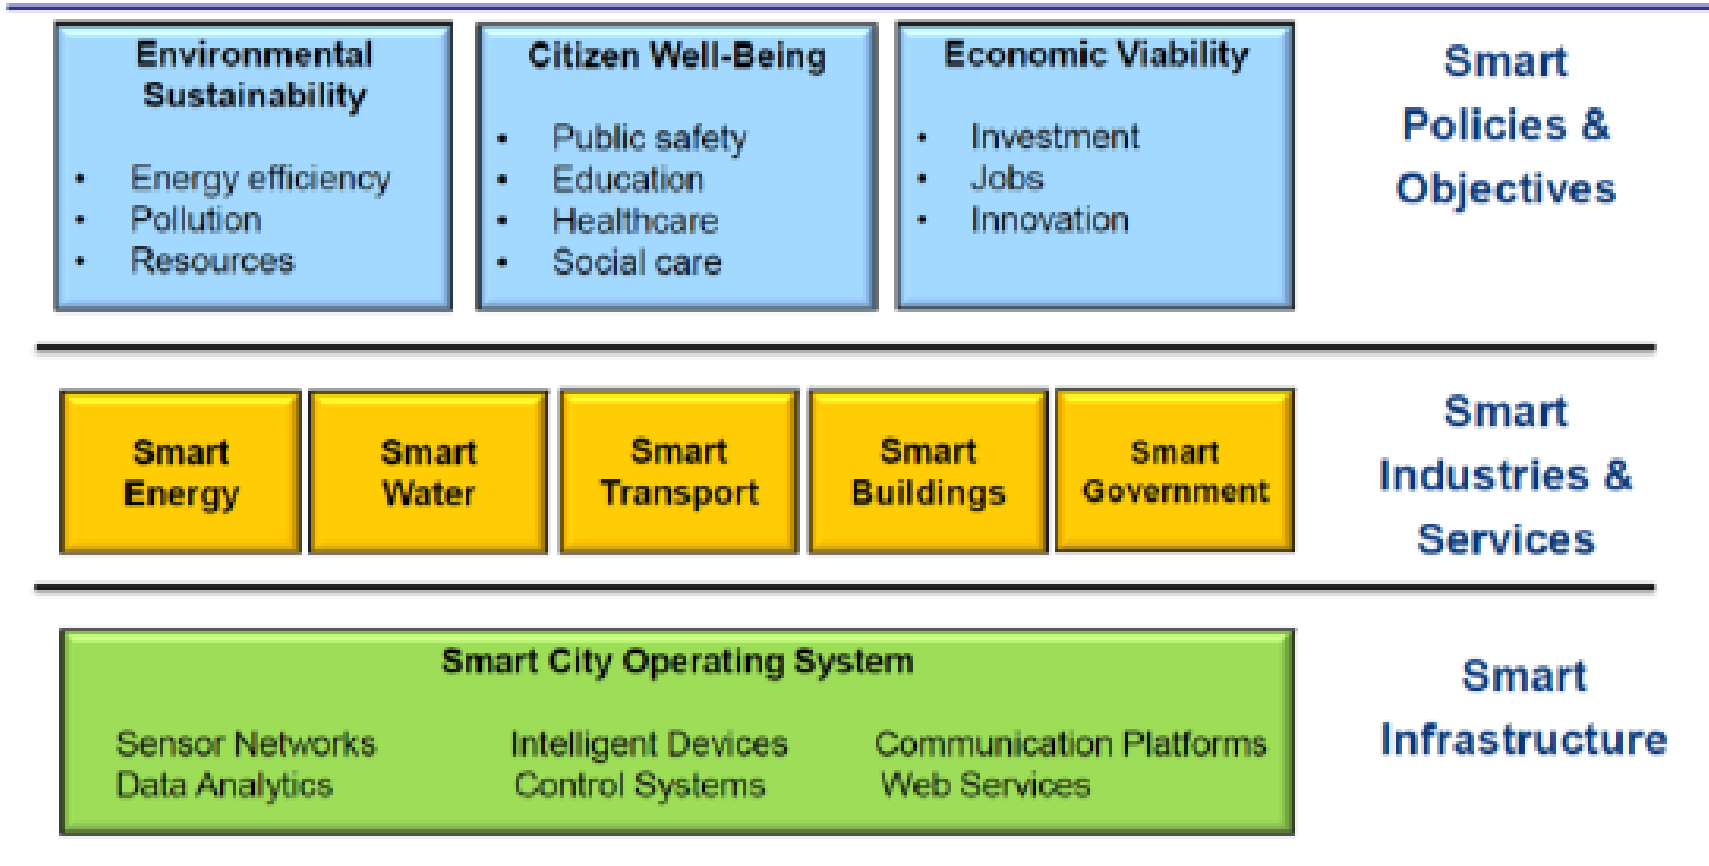 Environmental
Sustainability
• Energy efficiency
• Pollution
• Resources
Citizen Well-Being
• Public safety
• Education
• Healthcare
• Social care
Economic Viability
• Investment
• Jobs
• Innovation
Smart
Policies &
Objectives
Smart
Energy
Smart
Water
Smart
Transport
Smart
Buildings
Smart
Government
Smart
Industries &
Services
Smart City Operating System
Sensor Networks Intelligent Devices Communication Platforms
Data Analytics Control Systems Web Services
Smart
Infrastructure